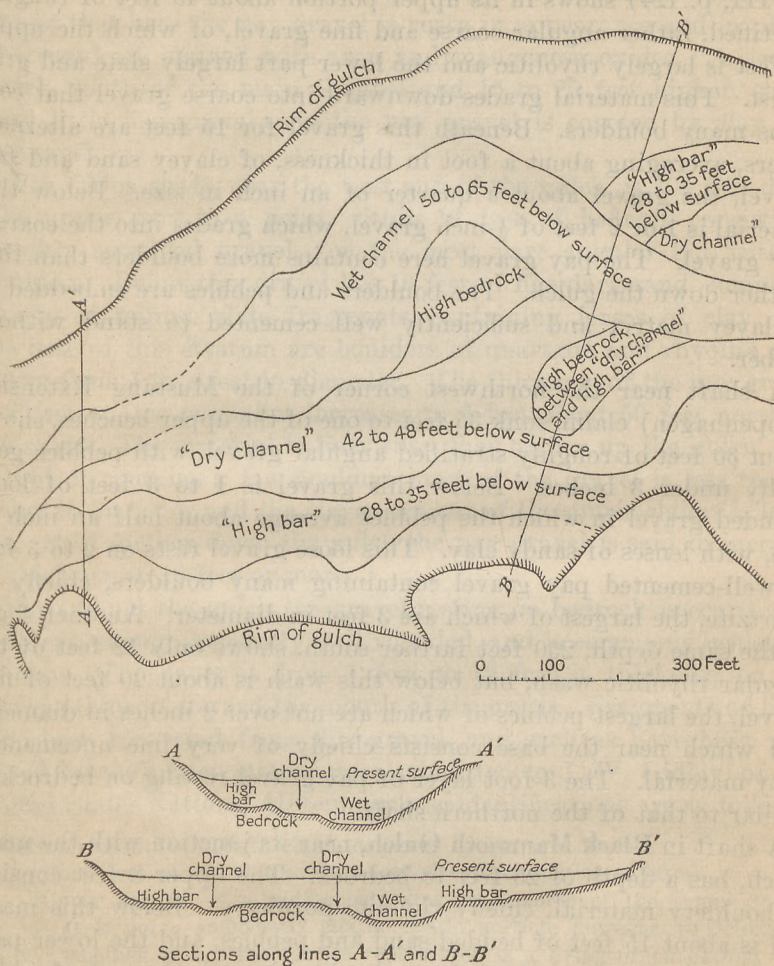 B'
Rim of gulch
"High bar"
28 to 35 feet
below surface
"Dry channel"
Wet channel 50 to 65 feet below surface
High bedrock
A'
High bedrock
between "dry channel"
and "high bar"
"Dry channel" 42 to 48 feet below surface
"High bar" 28 to 35 feet below surface
A
B
Rim of gulch
0 100 300 Feet
A A'
Dry
channel
Present surface
High
bar
Wet
channel
Bedrock
B B'
Dry
channel
Dry
channel
Present surface
High bar
Bedrock
Wet
channel
High bar
Sections along lines A-A' and B-B'